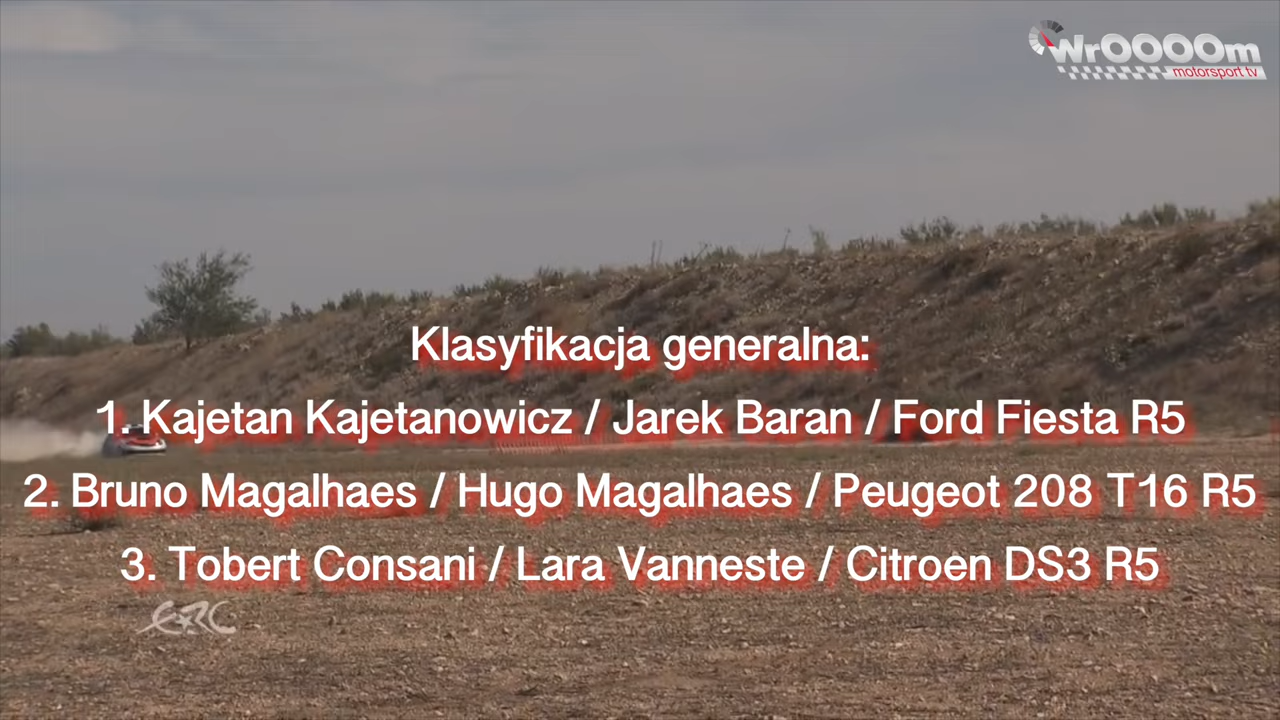 WrOOOOm
motorsport tv
Klasyfikacja generalna:
1. Kajetan Kajetanowicz / Jarek Baran / Ford Fiesta R5
2. Bruno Magalhaes / Hugo Magalhaes / Peugeot 208 T16 R5
3. Tobert Consani / Lara Vanneste / Citroen DS3 R5
ERC